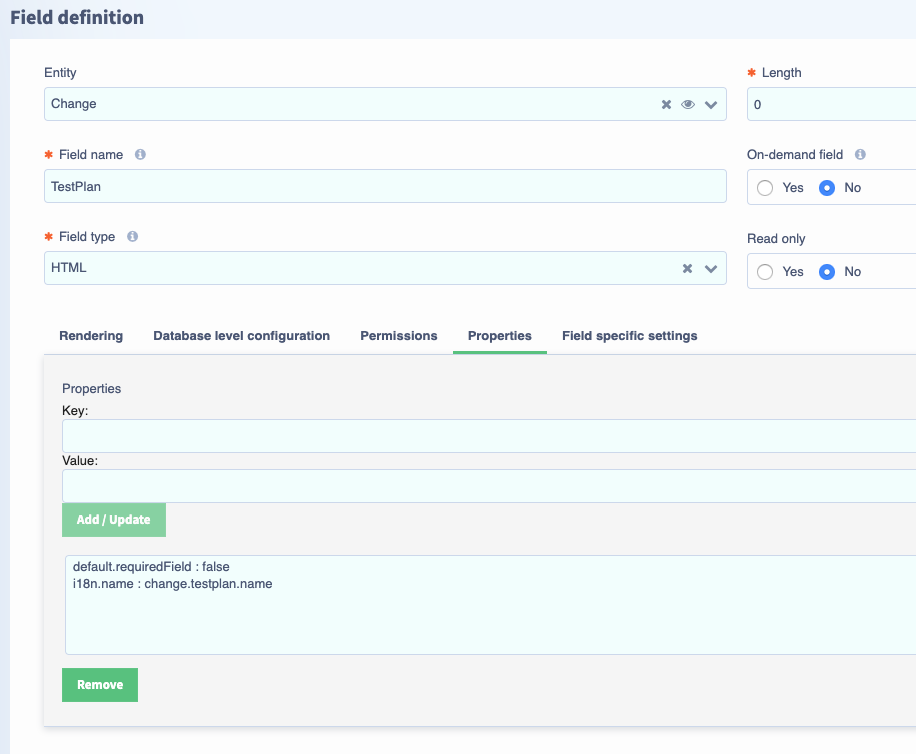 Field definition
Entity
* Length
Change
0
* Field name
On-demand field
TestPlan
Yes No
* Field type
Read only
HTML
Yes No
Rendering Database level configuration Permissions Properties Field specific settings
Properties
Key:
Value:
Add / Update
default.requiredField : false
i18n.name : change.testplan.name
Remove